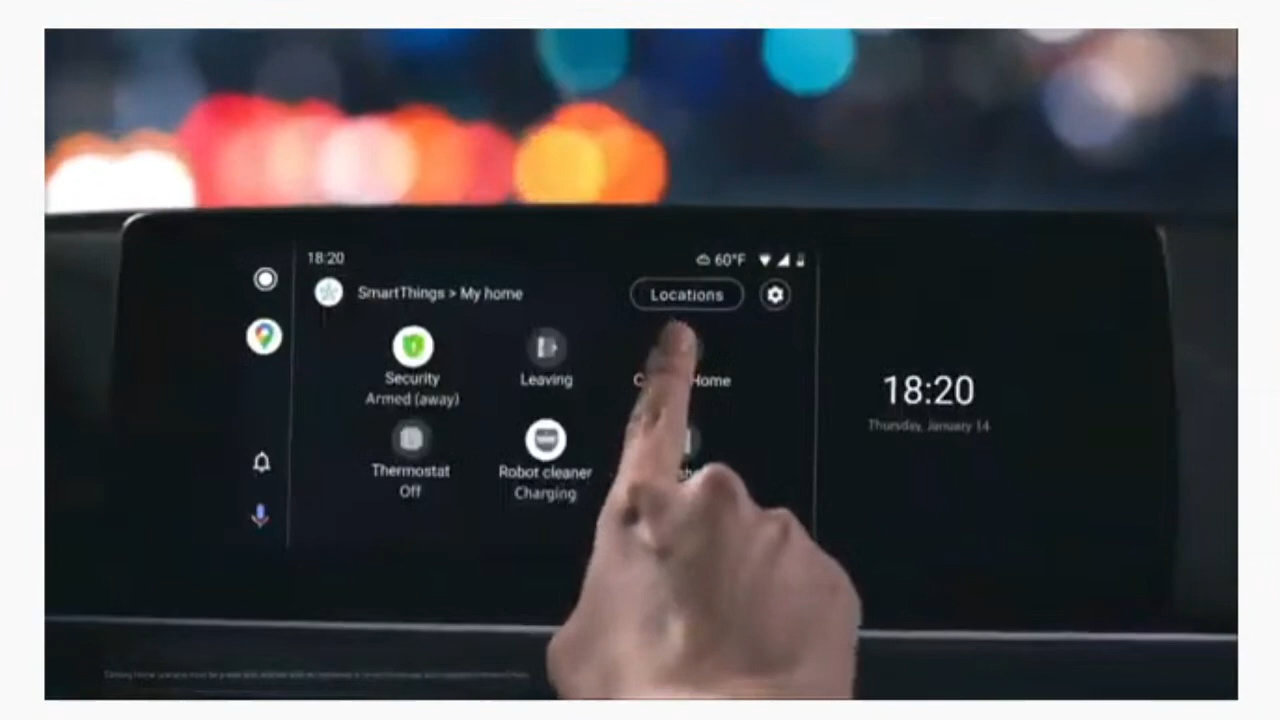 18:20
60°F
SmartThings > My home
Locations
Security
Armed (away)
Leaving
Home
Thermostat
Off
Robot cleaner
Charging
18:20
Thursday, January 14